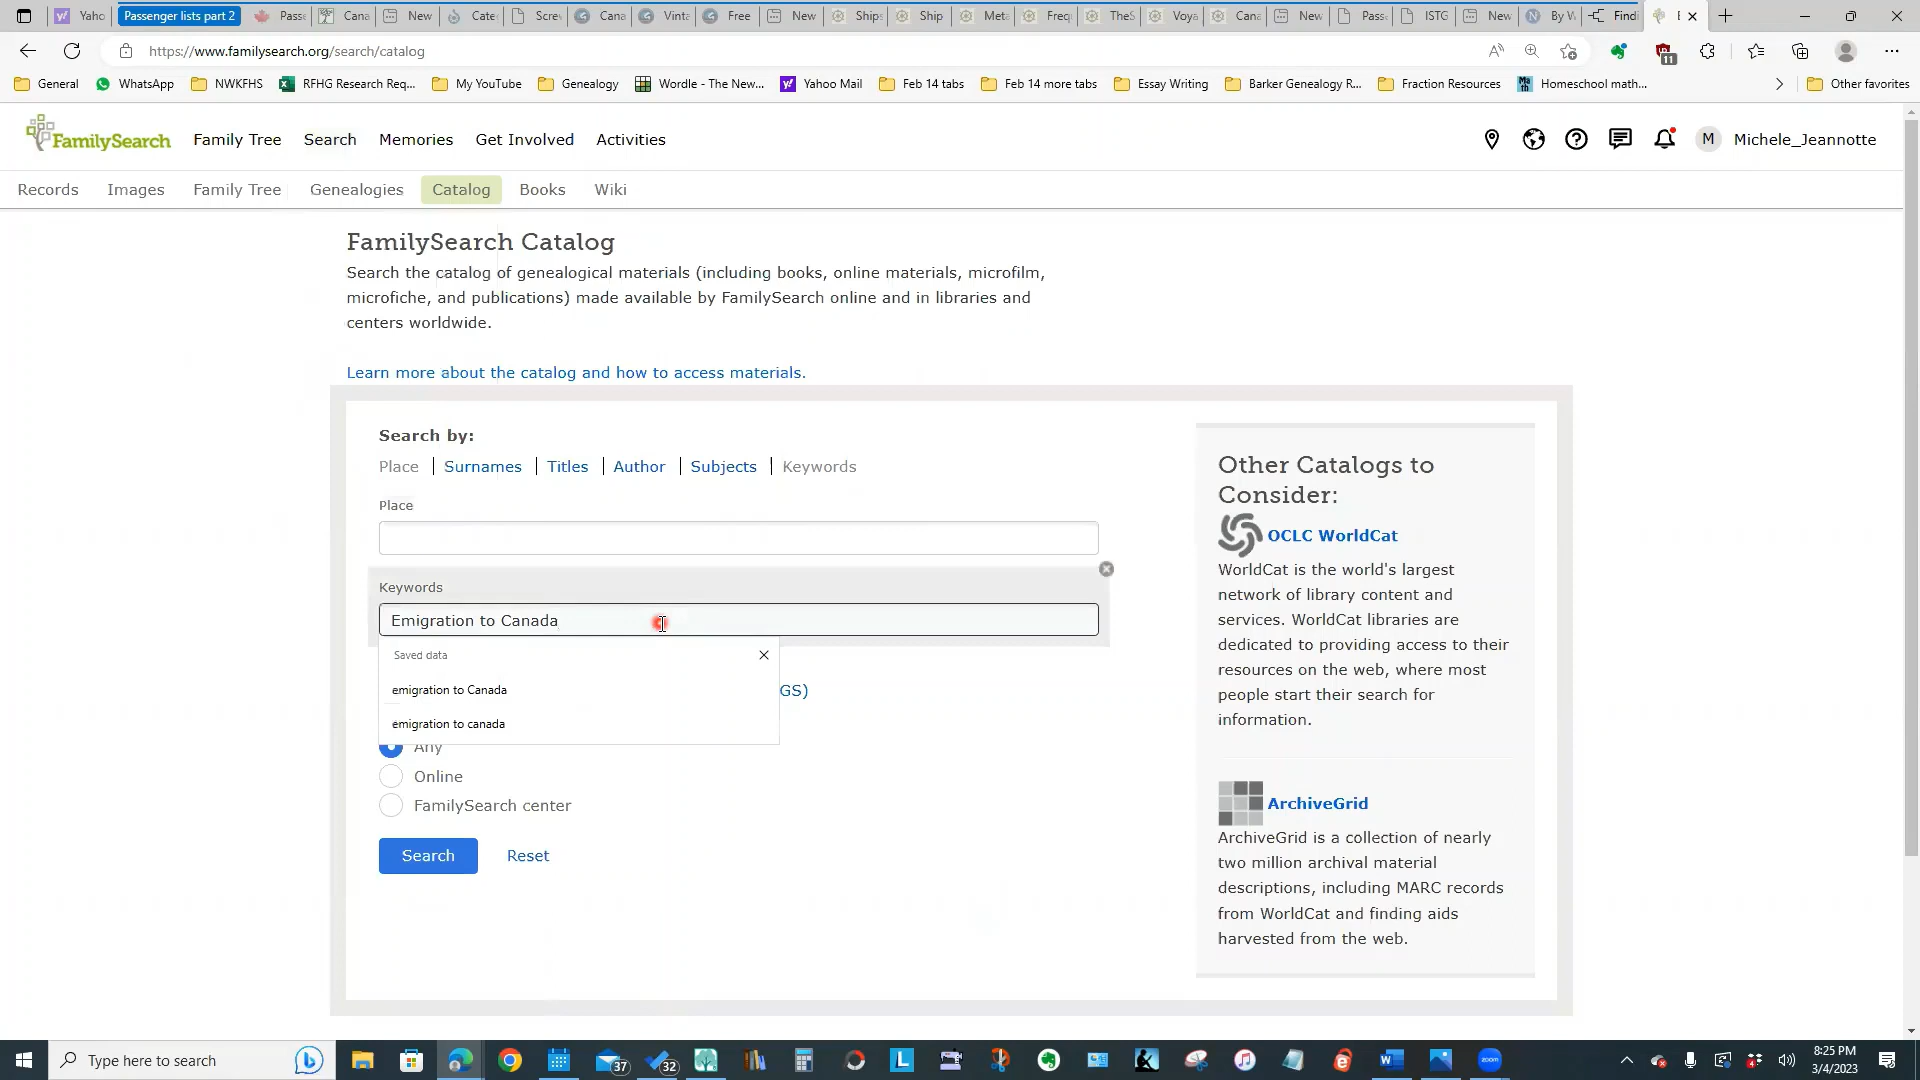 Yaho
Passenger lists part 2
Passe
Cana
New
Cate
Scre
Cana
Vinta
Free
New
Ships
Ship
Meta
Freq
TheS
Voya
Cana
New
Pass
ISTG
New
By W
Findi
https://www.familysearch.org/search/catalog
11
General
WhatsApp
NWKFHS
RFHG Research Req...
My YouTube
Genealogy
Wordle - The New...
Yahoo Mail
Feb 14 tabs
Feb 14 more tabs
Essay Writing
Barker Genealogy R...
Fraction Resources
Homeschool math...
Other favorites
FamilySearch
Family Tree
Search
Memories
Get Involved
Activities
M
Michele_Jeannotte
Records
Images
Family Tree
Genealogies
Catalog
Books
Wiki
FamilySearch Catalog
Search the catalog of genealogical materials (including books, online materials, microfilm,
microfiche, and publications) made available by FamilySearch online and in libraries and
centers worldwide.
Learn more about the catalog and how to access materials.
Search by:
Place | Surnames | Titles | Author | Subjects | Keywords
Place
Keywords
Emigration to Canada
Saved data
emigration to Canada
emigration to canada
GS)
Any
Online
FamilySearch center
Search
Reset
Other Catalogs to
Consider:
OCLC WorldCat
WorldCat is the world's largest
network of library content and
services. WorldCat libraries are
dedicated to providing access to their
resources on the web, where most
people start their search for
information.
ArchiveGrid
ArchiveGrid is a collection of nearly
two million archival material
descriptions, including MARC records
from WorldCat and finding aids
harvested from the web.
Type here to search
37
32
8:25 PM
3/4/2023